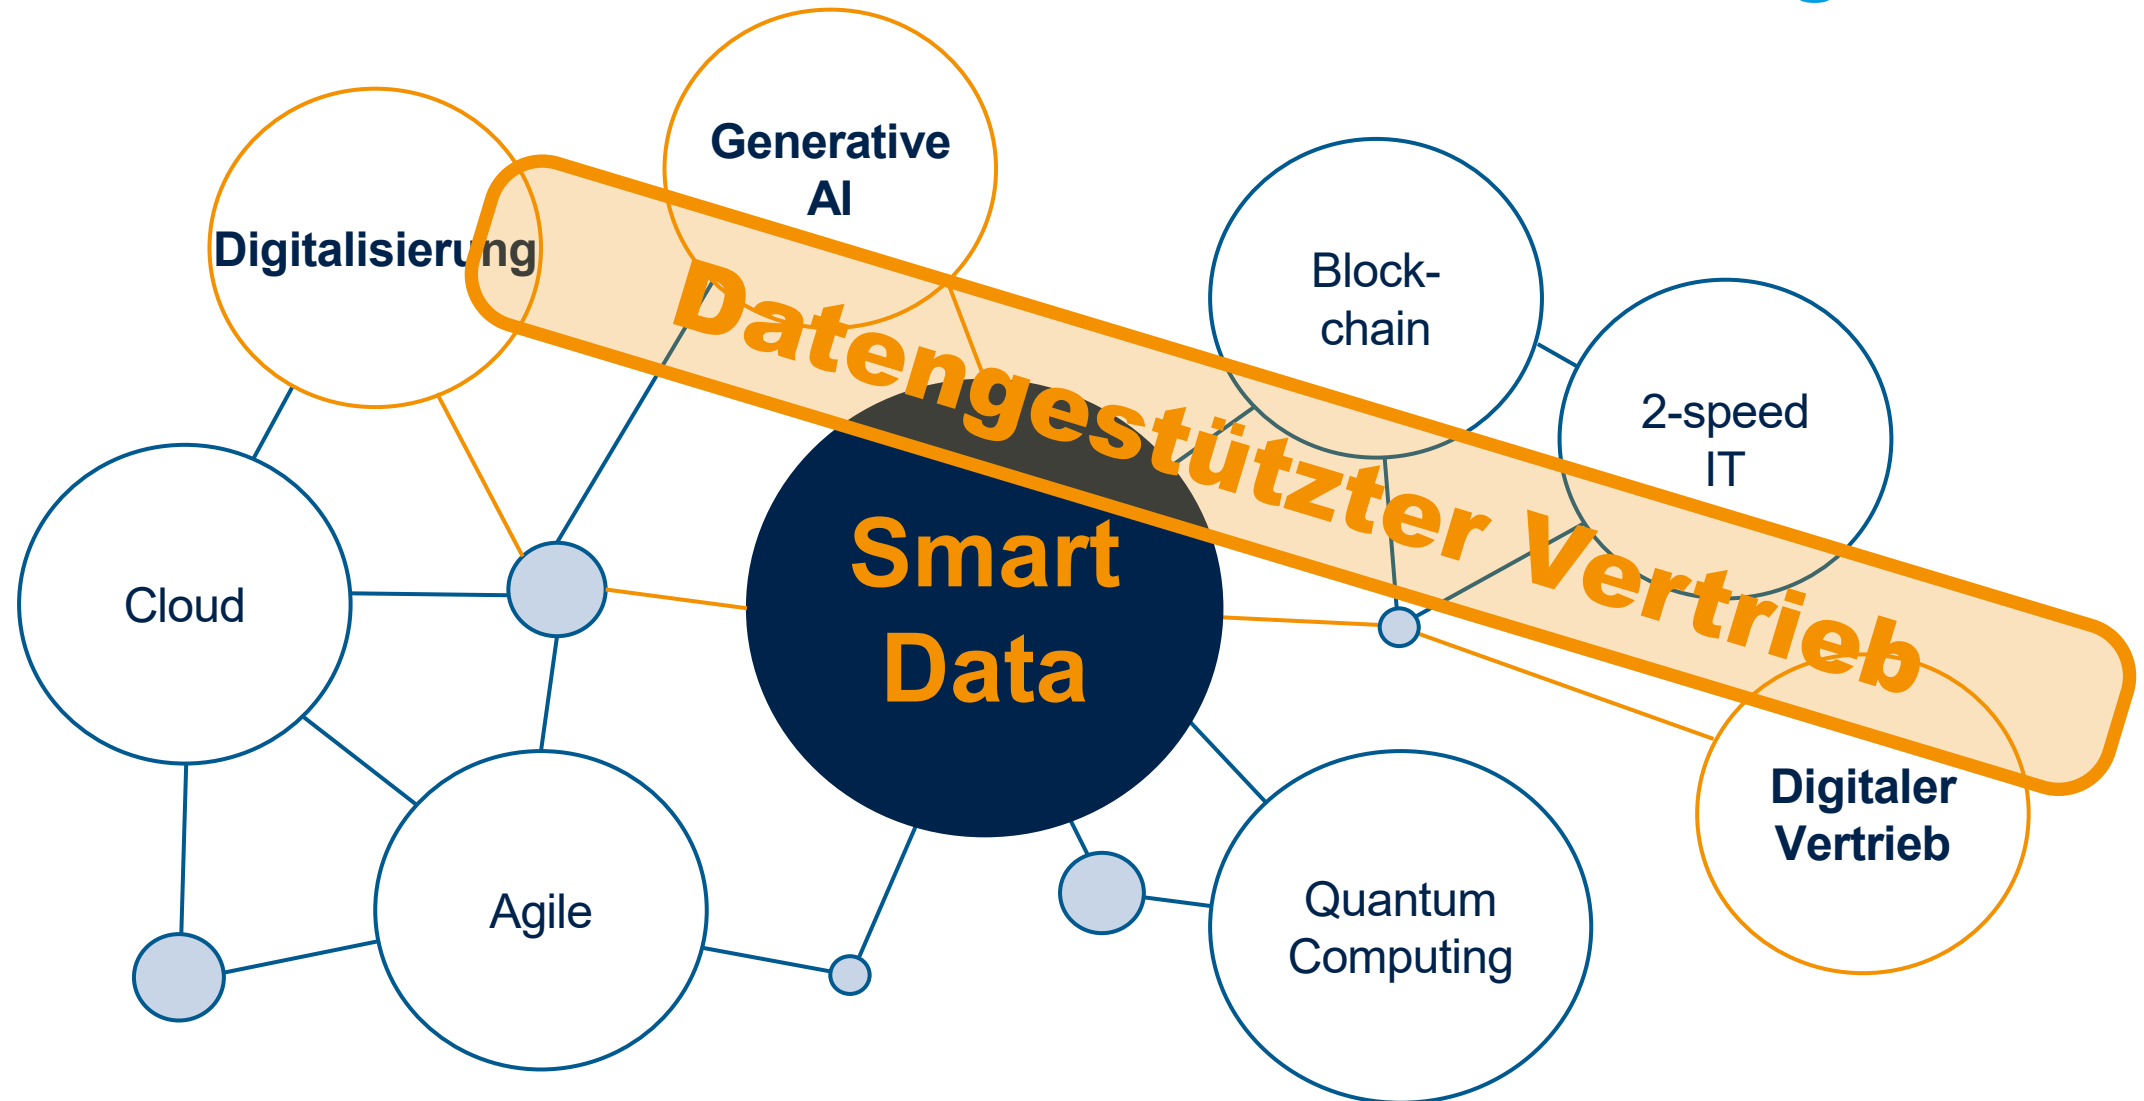 Generative
AI
Digitalisierung
Block-
chain
2-speed
IT
Datengestützter Vertrieb
Cloud
Smart
Data
Digitaler
Vertrieb
Agile
Quantum
Computing